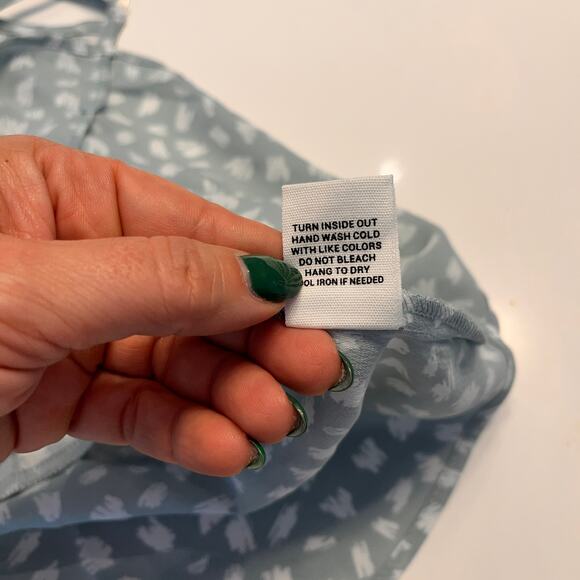 TURN INSIDE OUT
HAND WASH COLD
WITH LIKE COLORS
DO NOT BLEACH
HANG TO DRY
IRON IF NEEDED